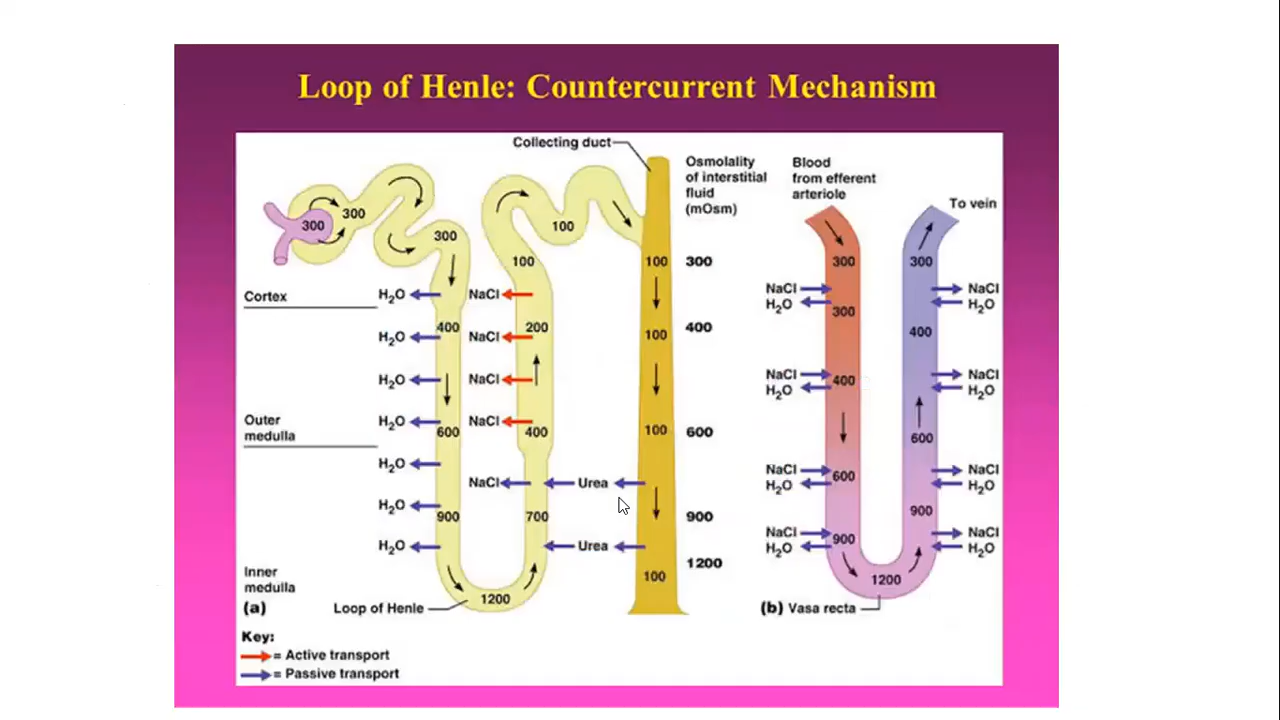 Loop of Henle: Countercurrent Mechanism
Collecting duct
Osmolality
of interstitial
fluid
(mOsm)
Blood
from efferent
arteriole
To vein
300
300
300
100
100
100
300
300
300
Cortex
H₂O
NaCl
NaCl
H₂O
NaCl
H₂O
300
H₂O
400
NaCl
200
100
400
400
H₂O
NaCl
NaCl
H₂O
400
NaCl
H₂O
Outer
medulla
H₂O
600
NaCl
400
100
600
600
H₂O
NaCl
H₂O
600
NaCl
H₂O
NaCl
Urea
H₂O
900
700
900
900
H₂O
Urea
NaCl
H₂O
900
NaCl
H₂O
1200
Inner
medulla
100
1200
1200
(a)
Loop of Henle
(b) Vasa recta
Key:
= Active transport
= Passive transport